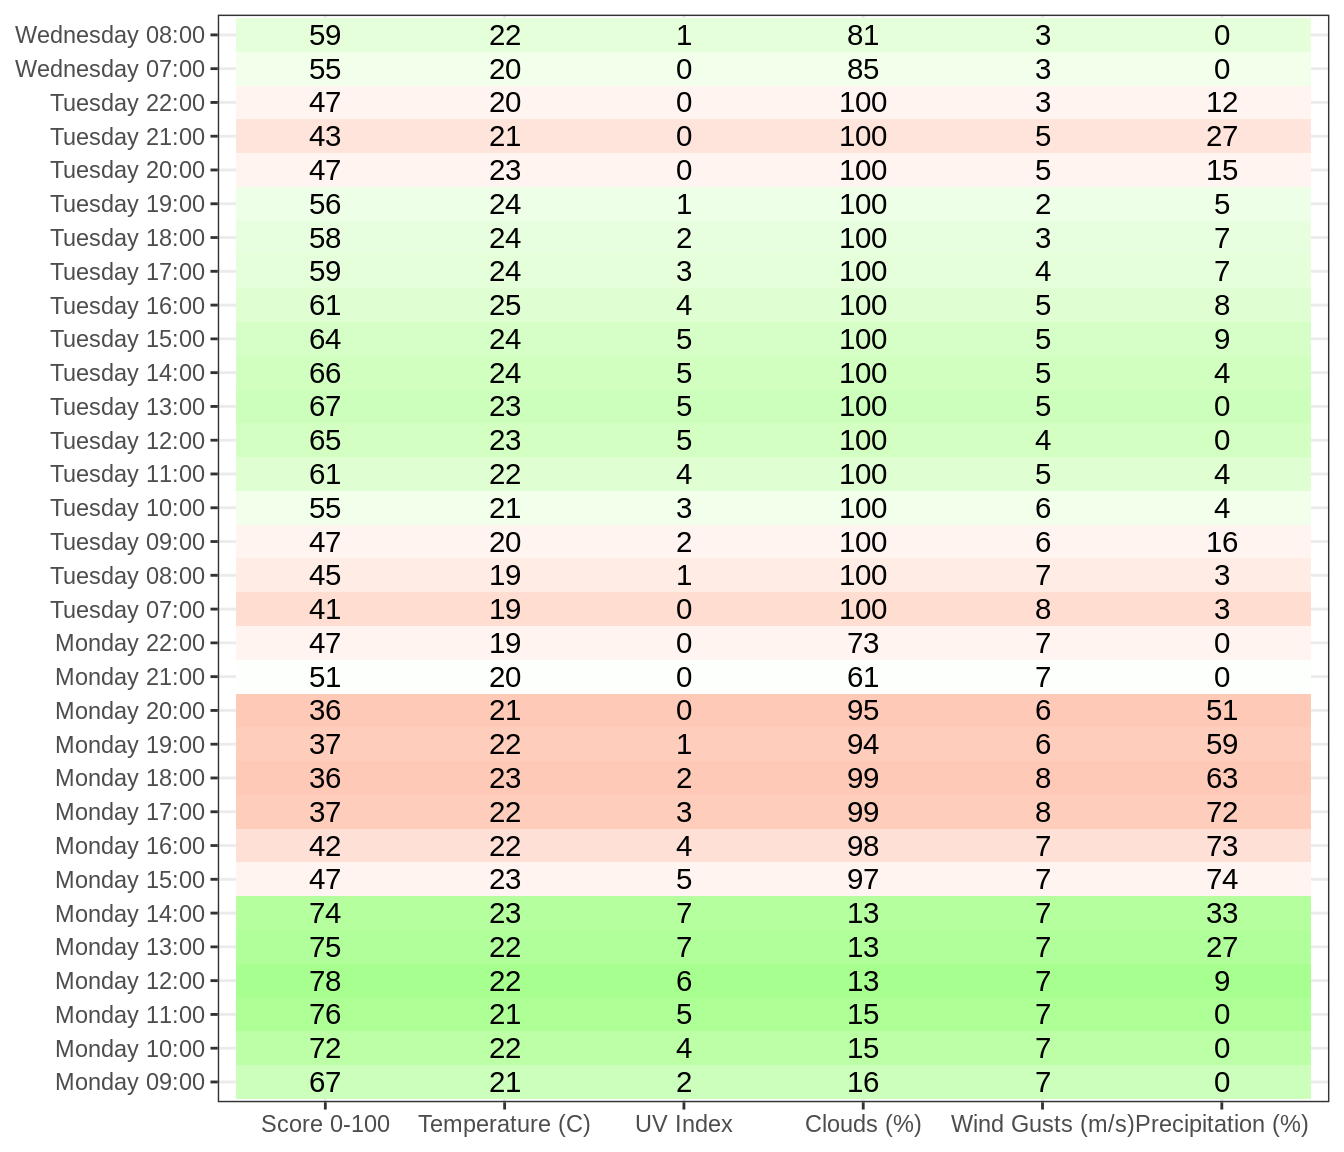 Wednesday 08:00 59 22 1 81 3 0
Wednesday 07:00 55 20 0 85 3 0
Tuesday 22:00 47 20 0 100 3 12
Tuesday 21:00 43 21 0 100 5 27
Tuesday 20:00 47 23 0 100 5 15
Tuesday 19:00 56 24 1 100 2 5
Tuesday 18:00 58 24 2 100 3 7
Tuesday 17:00 59 24 3 100 4 7
Tuesday 16:00 61 25 4 100 5 8
Tuesday 15:00 64 24 5 100 5 9
Tuesday 14:00 66 24 5 100 5 4
Tuesday 13:00 67 23 5 100 5 0
Tuesday 12:00 65 23 5 100 4 0
Tuesday 11:00 61 22 4 100 5 4
Tuesday 10:00 55 21 3 100 6 4
Tuesday 09:00 47 20 2 100 6 16
Tuesday 08:00 45 19 1 100 7 3
Tuesday 07:00 41 19 0 100 8 3
Monday 22:00 47 19 0 73 7 0
Monday 21:00 51 20 0 61 7 0
Monday 20:00 36 21 0 95 6 51
Monday 19:00 37 22 1 94 6 59
Monday 18:00 36 23 2 99 8 63
Monday 17:00 37 22 3 99 8 72
Monday 16:00 42 22 4 98 7 73
Monday 15:00 47 23 5 97 7 74
Monday 14:00 74 23 7 13 7 33
Monday 13:00 75 22 7 13 7 27
Monday 12:00 78 22 6 13 7 9
Monday 11:00 76 21 5 15 7 0
Monday 10:00 72 22 4 15 7 0
Monday 09:00 67 21 2 16 7 0
Score 0-100 Temperature (C) UV Index Clouds (%) Wind Gusts (m/s) Precipitation (%)